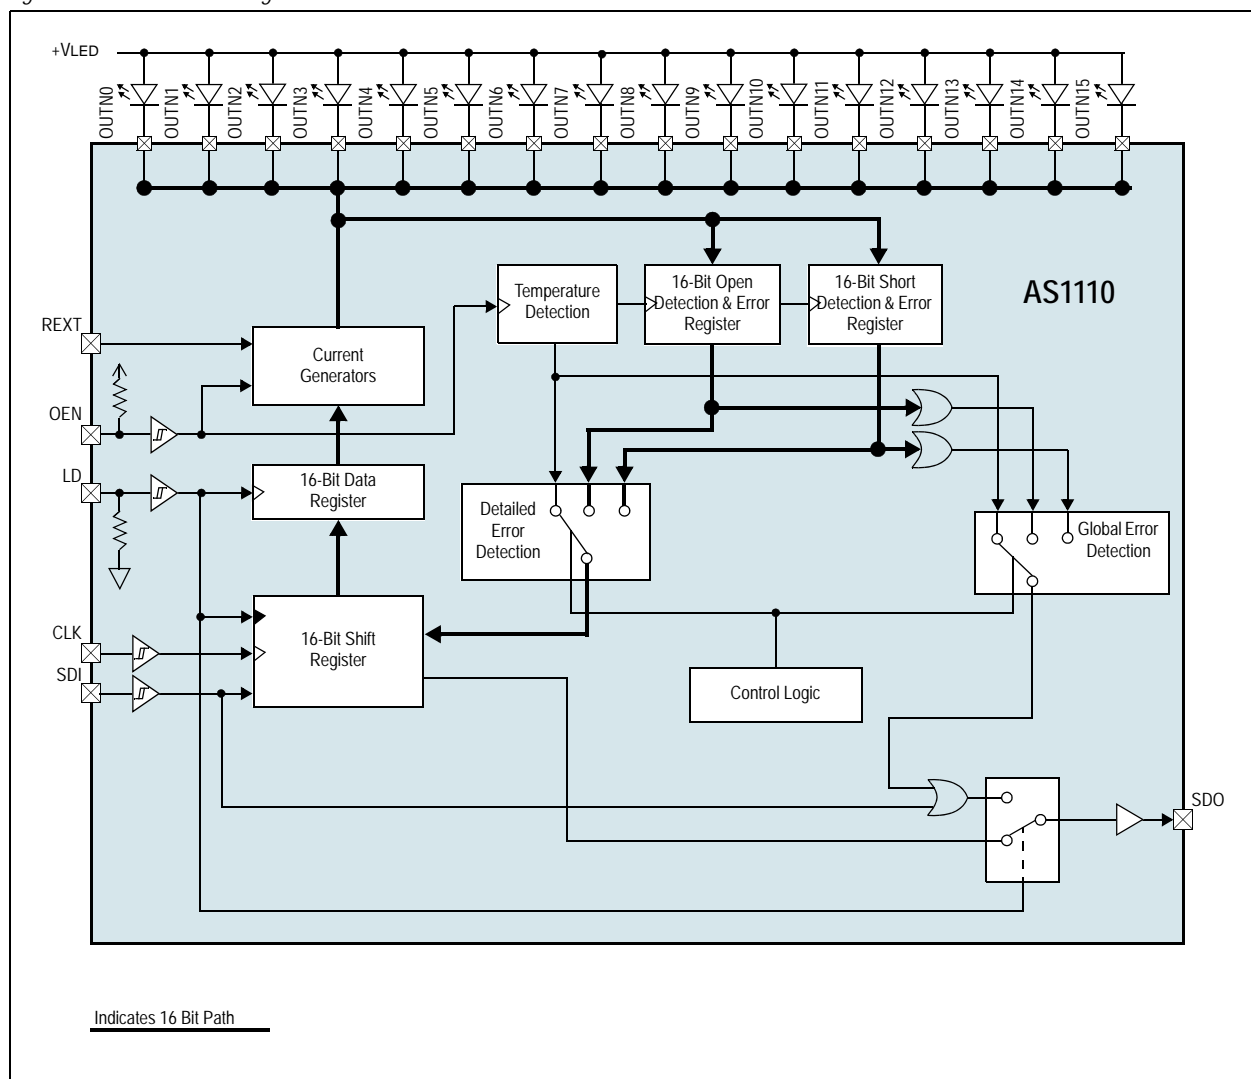 +VLED
OUTN0
OUTN1
OUTN2
OUTN3
OUTN4
OUTN5
OUTN6
OUTN7
OUTN8
OUTN9
OUTN10
OUTN11
OUTN12
OUTN13
OUTN14
OUTN15
AS1110
Temperature
Detection
16-Bit Open
Detection & Error
Register
16-Bit Short
Detection & Error
Register
REXT
Current
Generators
OEN
LD
16-Bit Data
Register
Detailed
Error
Detection
Global Error
Detection
CLK
16-Bit Shift
Register
SDI
Control Logic
SDO
Indicates 16 Bit Path